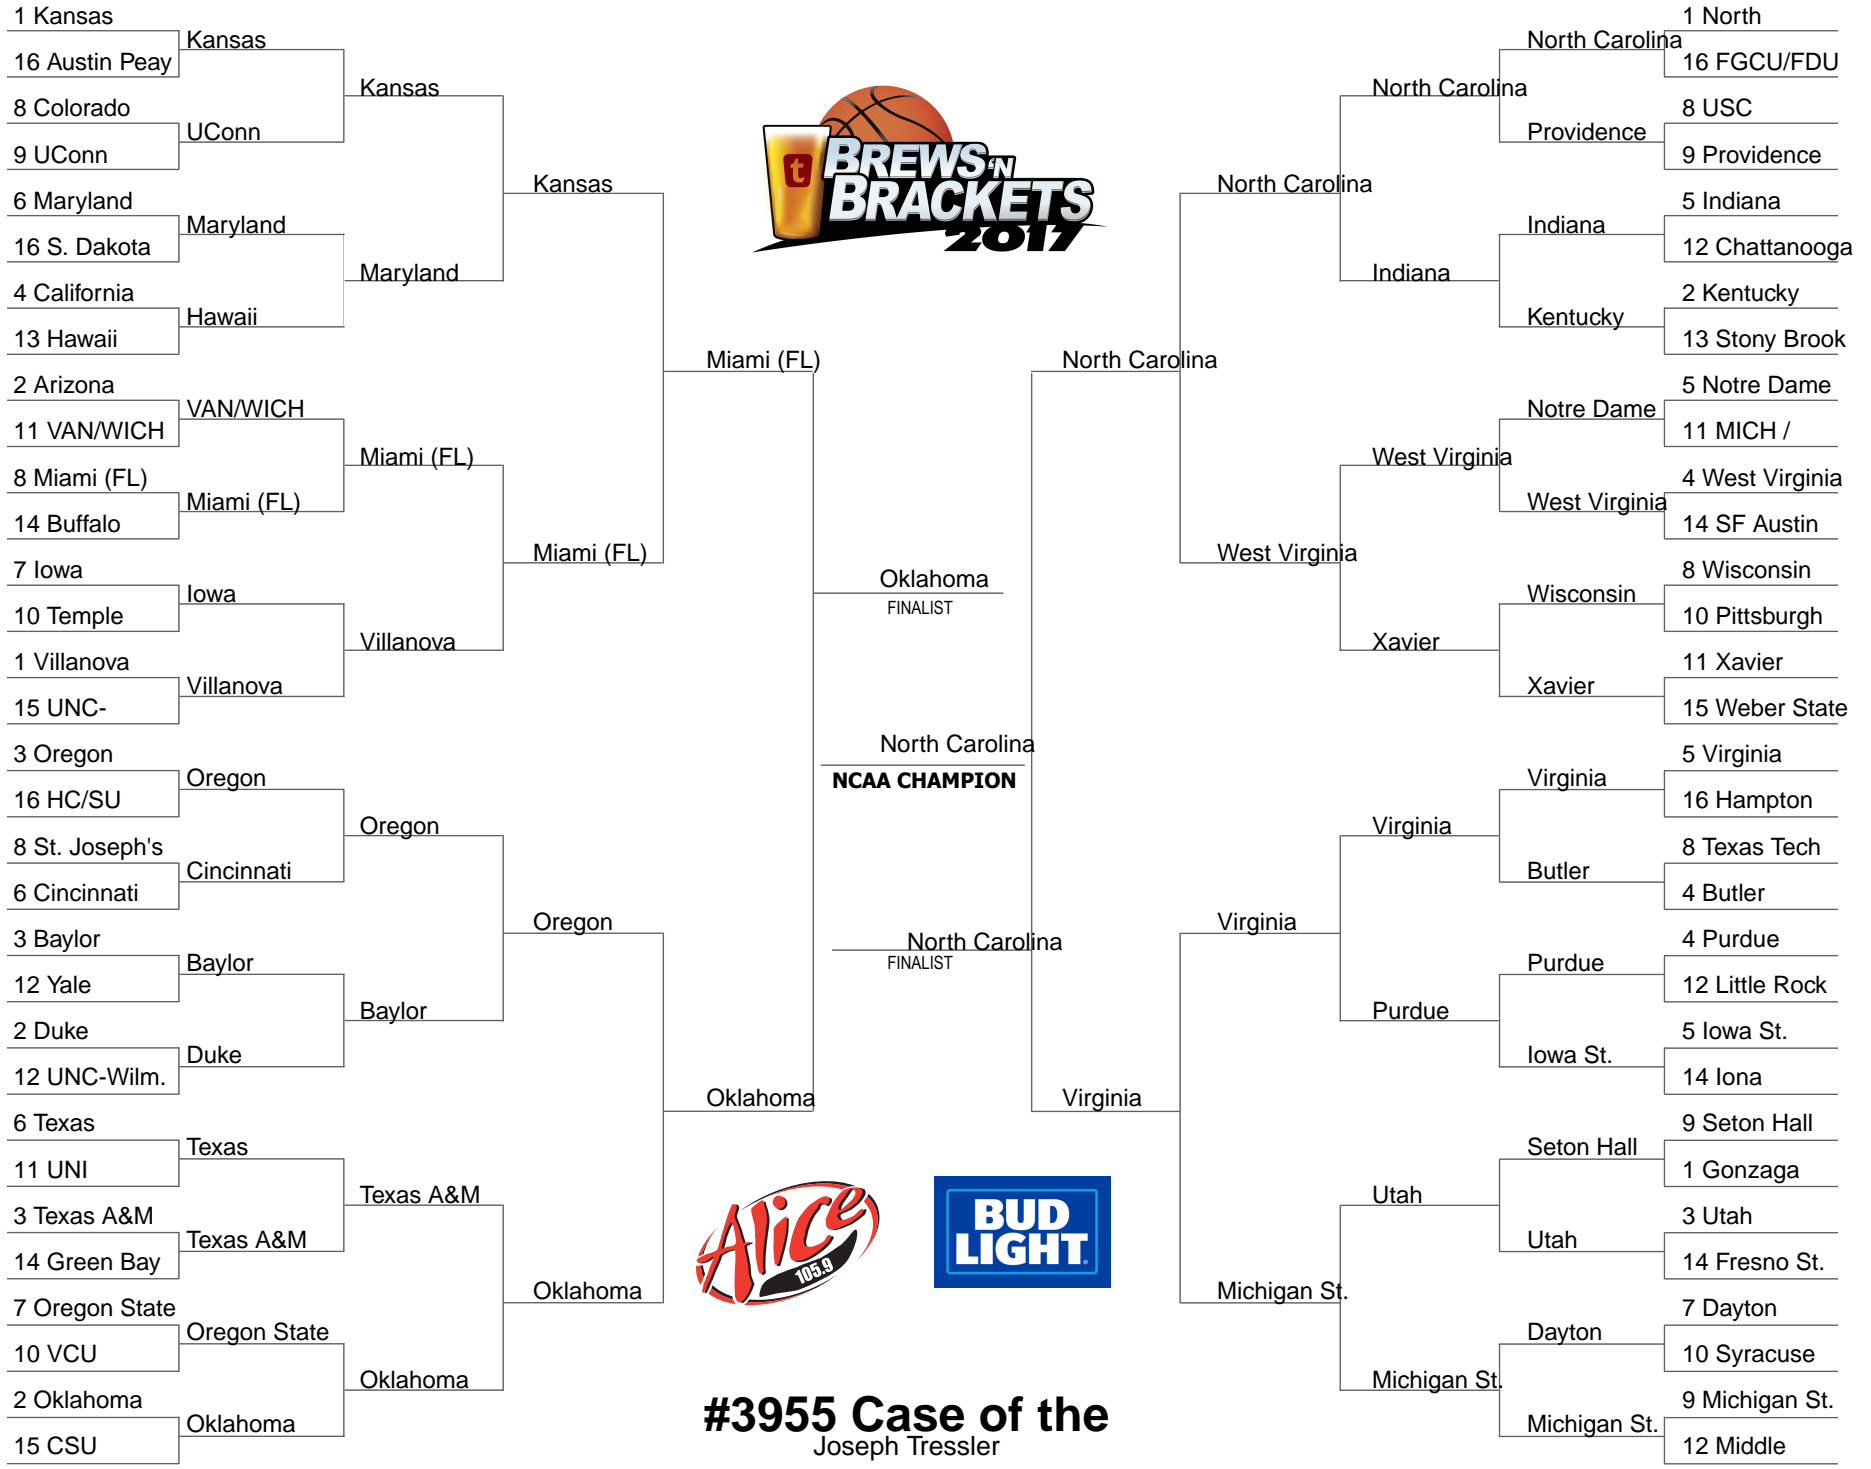 1 Kansas
16 Austin Peay
8 Colorado
9 UConn
6 Maryland
16 S. Dakota
4 California
13 Hawaii
2 Arizona
11 VAN/WICH
8 Miami (FL)
14 Buffalo
7 Iowa
10 Temple
1 Villanova
15 UNC-
3 Oregon
16 HC/SU
8 St. Joseph's
6 Cincinnati
3 Baylor
12 Yale
2 Duke
12 UNC-Wilm.
6 Texas
11 UNI
3 Texas A&M
14 Green Bay
7 Oregon State
10 VCU
2 Oklahoma
15 CSU
Kansas
UConn
Maryland
Hawaii
VAN/WICH
Miami (FL)
Iowa
Villanova
Oregon
Cincinnati
Baylor
Duke
Texas
Texas A&M
Oregon State
Oklahoma
Kansas
Maryland
Miami (FL)
Villanova
Oregon
Baylor
Texas A&M
Oklahoma
Kansas
Miami (FL)
Oregon
Oklahoma
Miami (FL)
Oklahoma
BREWS 'N
BRACKETS
2017
t
Oklahoma
FINALIST
North Carolina
NCAA CHAMPION
North Carolina
FINALIST
Alice
105.9
BUD
LIGHT
#3955 Case of the
Joseph Tressler
North Carolina
Virginia
North Carolina
West Virginia
Virginia
Michigan St.
North Carolina
Indiana
West Virginia
Xavier
Virginia
Purdue
Utah
Michigan St.
North Carolina
Providence
Indiana
Kentucky
Notre Dame
West Virginia
Wisconsin
Xavier
Virginia
Butler
Purdue
Iowa St.
Seton Hall
Utah
Dayton
Michigan St.
1 North
16 FGCU/FDU
8 USC
9 Providence
5 Indiana
12 Chattanooga
2 Kentucky
13 Stony Brook
5 Notre Dame
11 MICH /
4 West Virginia
14 SF Austin
8 Wisconsin
10 Pittsburgh
11 Xavier
15 Weber State
5 Virginia
16 Hampton
8 Texas Tech
4 Butler
4 Purdue
12 Little Rock
5 Iowa St.
14 Iona
9 Seton Hall
1 Gonzaga
3 Utah
14 Fresno St.
7 Dayton
10 Syracuse
9 Michigan St.
12 Middle